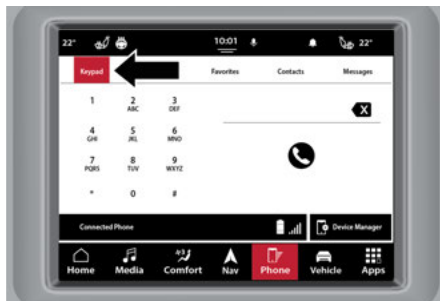 22° 10:01 22°
Keypad Favorites Contacts Messages
1 2 3
ABC DEF
4 5 6
GHI JKL MNO
7 8 9
PQRS TUV WXYZ
* 0 #
X
Connected Phone Device Manager
Home Media Comfort Nav Phone Vehicle Apps